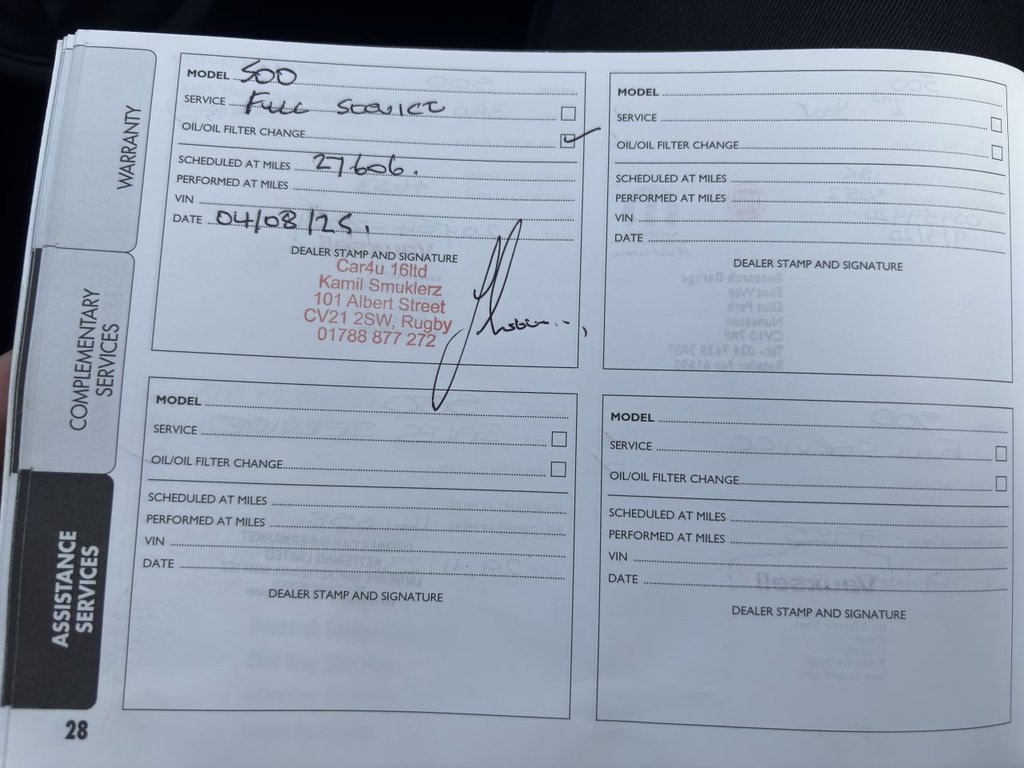 WARRANTY
COMPLEMENTARY
SERVICES
ASSISTANCE
SERVICES
28
MODEL 500
SERVICE Full Service
OIL/OIL FILTER CHANGE
SCHEDULED AT MILES 27606.
PERFORMED AT MILES
VIN
DATE 04/08/25.
DEALER STAMP AND SIGNATURE
Car4u 16ltd
Kamil Smuklerz
101 Albert Street
CV21 2SW, Rugby
01788 877 272
MODEL
SERVICE
OIL/OIL FILTER CHANGE
SCHEDULED AT MILES
PERFORMED AT MILES
VIN
DATE
DEALER STAMP AND SIGNATURE
MODEL
SERVICE
OIL/OIL FILTER CHANGE
SCHEDULED AT MILES
PERFORMED AT MILES
VIN
DATE
DEALER STAMP AND SIGNATURE
MODEL
SERVICE
OIL/OIL FILTER CHANGE
SCHEDULED AT MILES
PERFORMED AT MILES
VIN
DATE
DEALER STAMP AND SIGNATURE